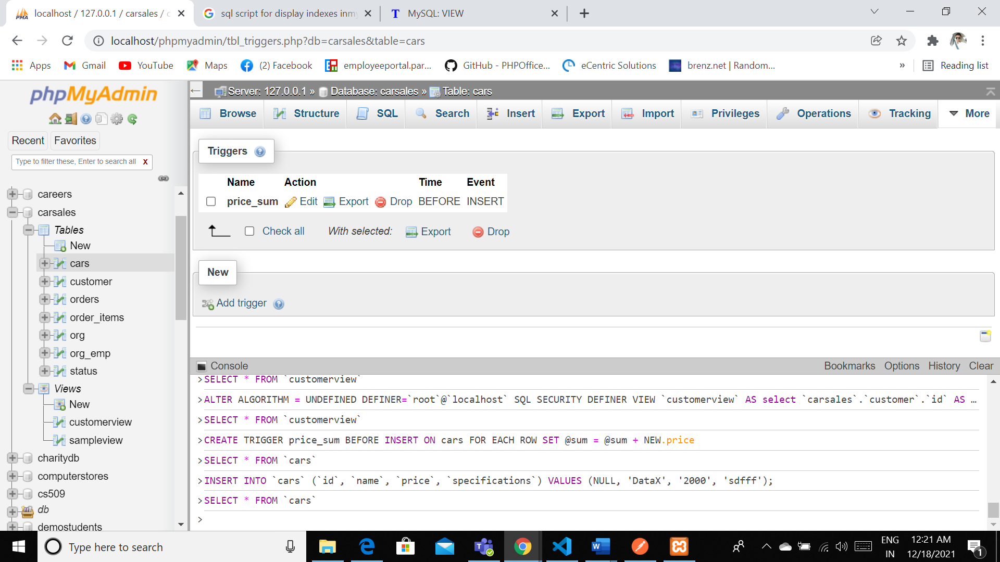 localhost / 127.0.0.1 / carsales / c
sql script for display indexes inmy
MySQL: VIEW
localhost/phpmyadmin/tbl_triggers.php?db=carsales&table=cars
Apps
Gmail
YouTube
Maps
(2) Facebook
employeeportal.par...
GitHub - PHPOffice...
eCentric Solutions
brenz.net | Random...
»
Reading list
phpMyAdmin
Recent
Favorites
Type to filter these, Enter to search all X
careers
carsales
Tables
New
cars
customer
orders
order_items
org
org_emp
status
Views
New
customerview
sampleview
charitydb
computerstores
cs509
db
demostudents
Server: 127.0.0.1 » Database: carsales » Table: cars
Browse
Structure
SQL
Search
Insert
Export
Import
Privileges
Operations
Tracking
More
Triggers
Name Action Time Event
price_sum Edit Export Drop BEFORE INSERT
Check all With selected: Export Drop
New
Add trigger
Console
Bookmarks Options History Clear
>SELECT * FROM `customerview`
>ALTER ALGORITHM = UNDEFINED DEFINER=`root`@`localhost` SQL SECURITY DEFINER VIEW `customerview` AS select `carsales`.`customer`.`id` AS …
>SELECT * FROM `customerview`
>CREATE TRIGGER price_sum BEFORE INSERT ON cars FOR EACH ROW SET @sum = @sum + NEW.price
>SELECT * FROM `cars`
>INSERT INTO `cars` (`id`, `name`, `price`, `specifications`) VALUES (NULL, 'DataX', '2000', 'sdfff');
>SELECT * FROM `cars`
>
Type here to search
ENG
IN
12:21 AM
12/18/2021
1